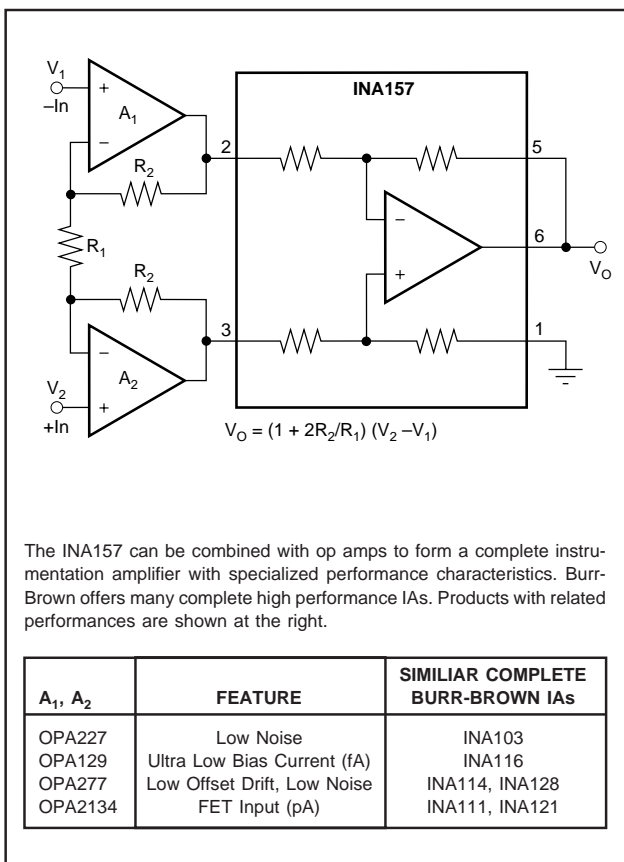 V1
–In
A1
INA157
2
5
R2
R1
6
VO
R2
3
1
A2
V2
+In
VO = (1 + 2R2/R1) (V2 –V1)
The INA157 can be combined with op amps to form a complete instru-
mentation amplifier with specialized performance characteristics. Burr-
Brown offers many complete high performance IAs. Products with related
performances are shown at the right.
A1, A2 FEATURE SIMILIAR COMPLETE
BURR-BROWN IAs
OPA227 Low Noise INA103
OPA129 Ultra Low Bias Current (fA) INA116
OPA277 Low Offset Drift, Low Noise INA114, INA128
OPA2134 FET Input (pA) INA111, INA121